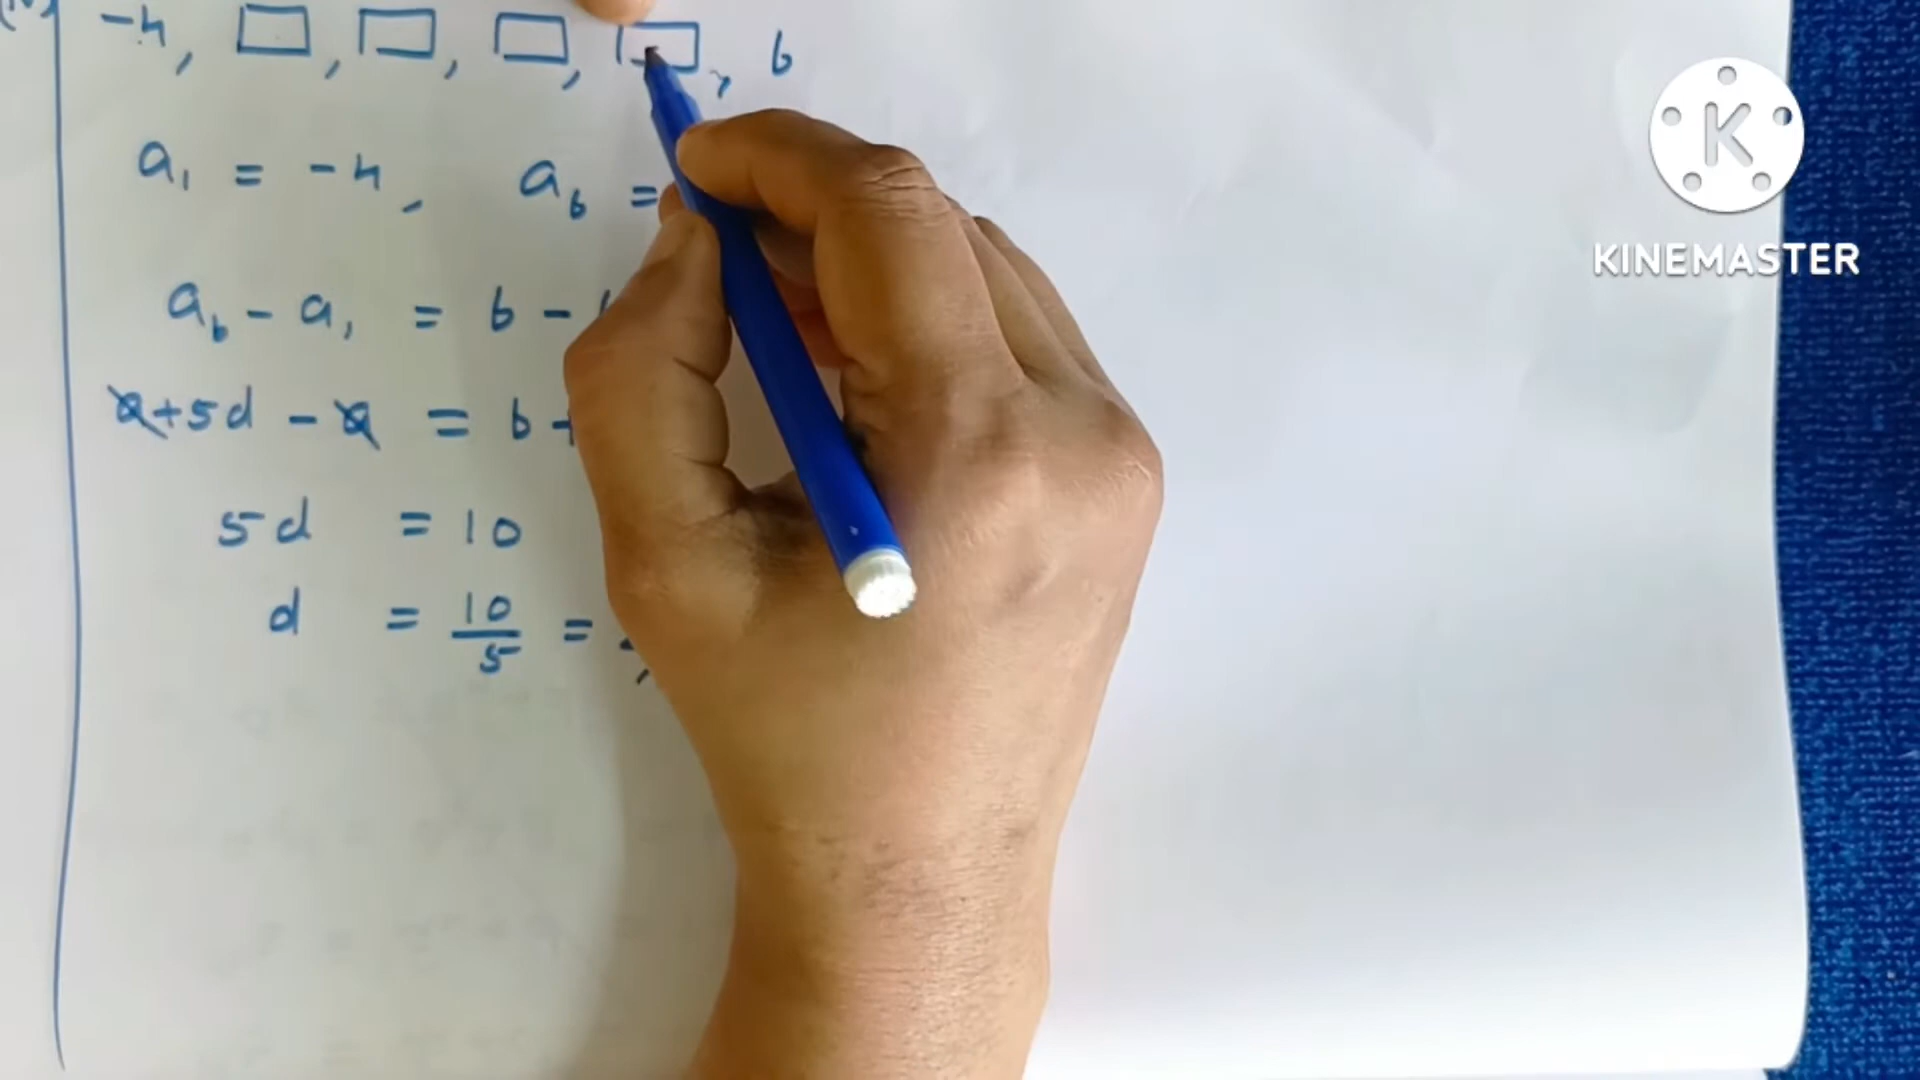 -4, □, □, □, □, 6
a₁ = -4, a₆ =
a₆ - a₁ = 6 -
a+5d - a = 6 +
5d = 10
d = 10/5 =
K
KINEMASTER